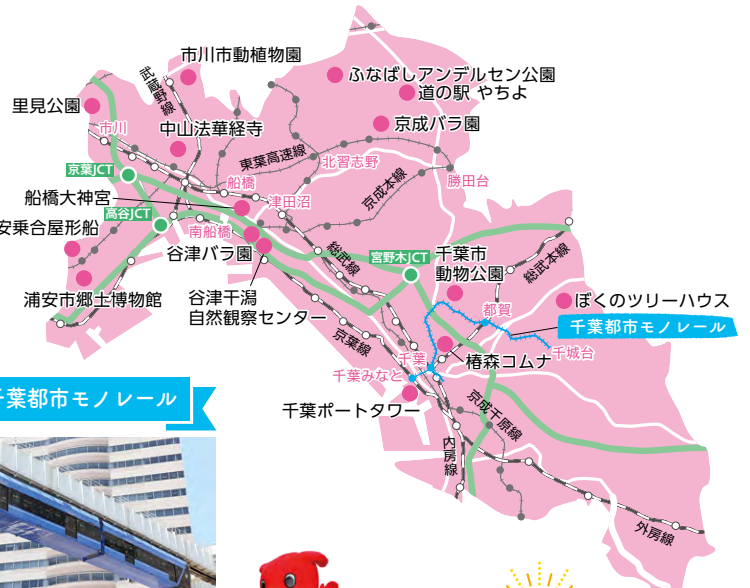 市川市動植物園
武蔵野線
ふなばしアンデルセン公園
道の駅 やちよ
里見公園
市川
中山法華経寺
京成バラ園
東葉高速線
北習志野
京葉JCT
船橋
勝田台
船橋大神宮
津田沼
京成本線
高谷JCT
安乗合屋形船
南船橋
谷津バラ園
総武線
宮野木JCT
千葉市
動物公園
総武本線
浦安市郷土博物館
谷津干潟
自然観察センター
都賀
ぼくのツリーハウス
千葉都市モノレール
京葉線
千葉
椿森コムナ
千城台
千葉みなと
千葉ポートタワー
京成千原線
千葉都市モノレール
内房線
外房線